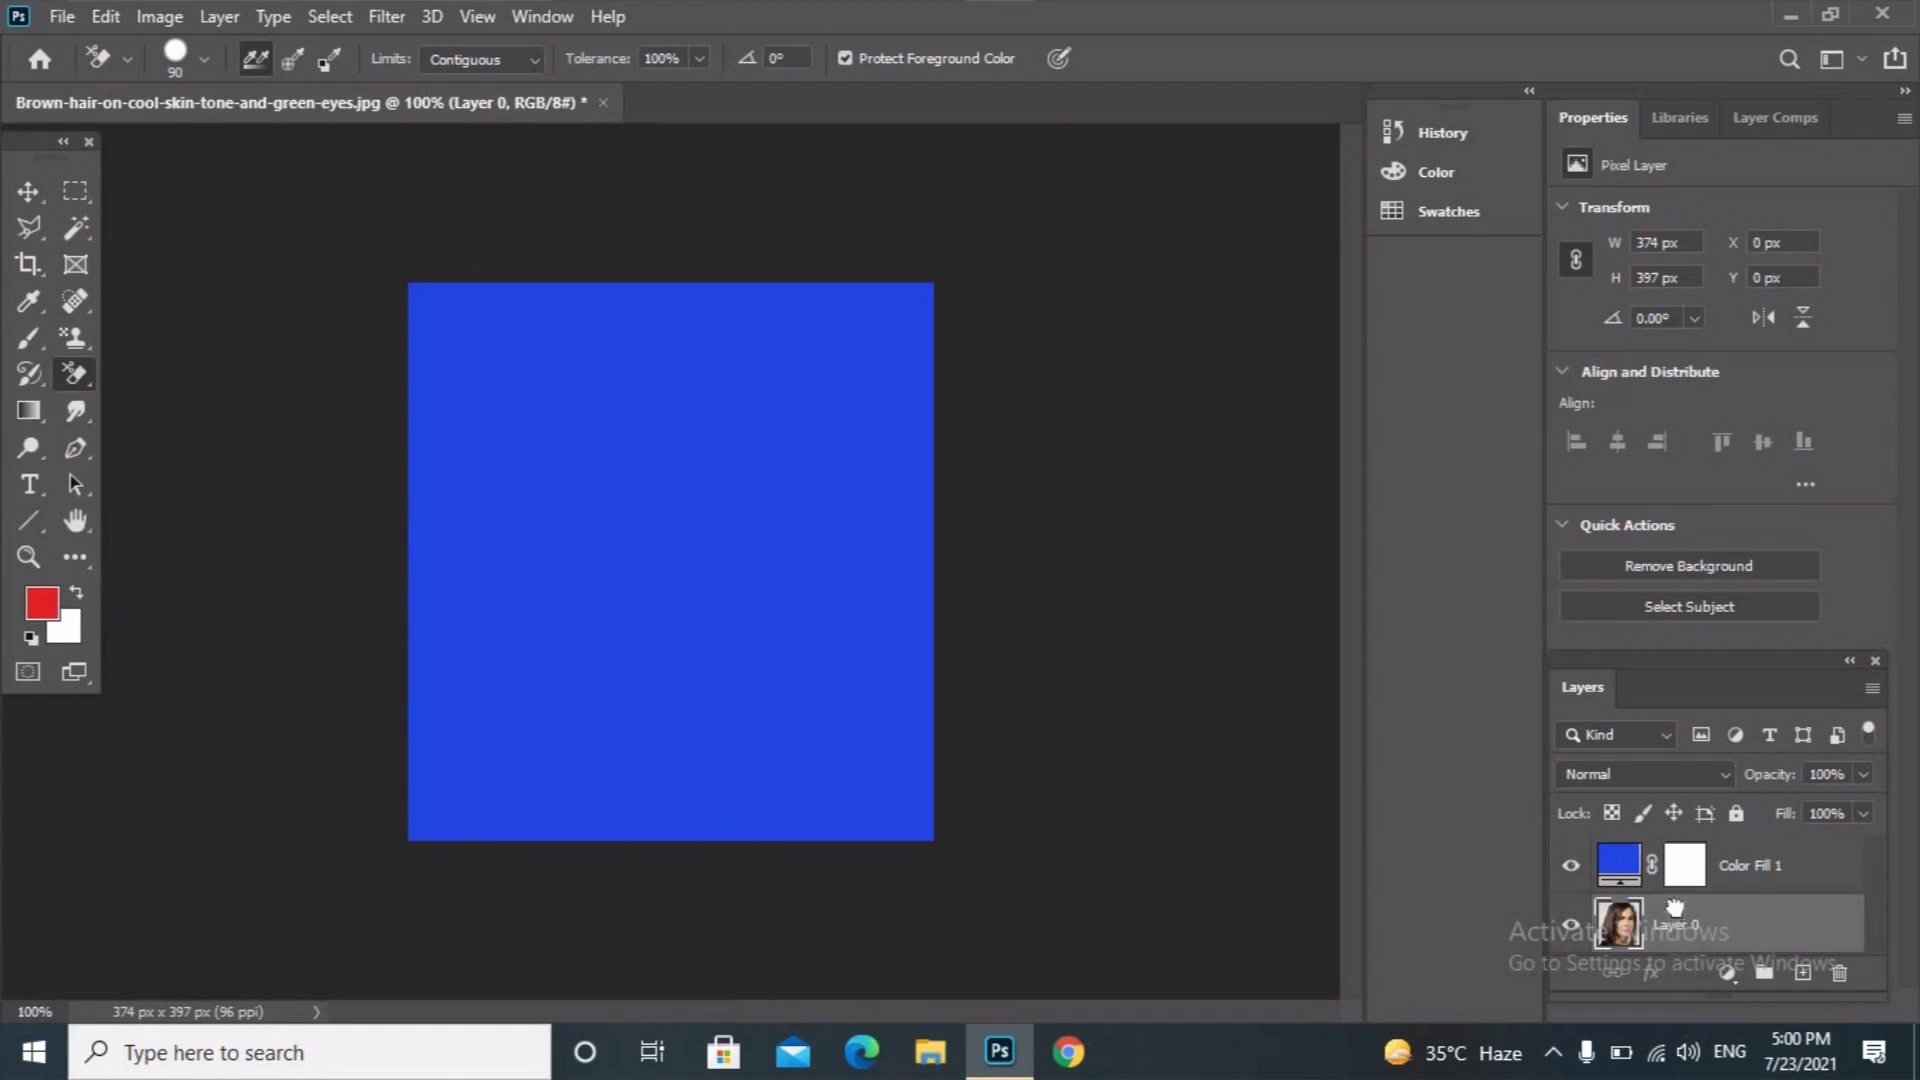 Ps File Edit Image Layer Type Select Filter 3D View Window Help
90 Limits: Contiguous Tolerance: 100% 0° Protect Foreground Color
Brown-hair-on-cool-skin-tone-and-green-eyes.jpg @ 100% (Layer 0, RGB/8#) *
History
Color
Swatches
Properties Libraries Layer Comps
Pixel Layer
Transform
W 374 px X 0 px
H 397 px Y 0 px
0.00°
Align and Distribute
Align:
Quick Actions
Remove Background
Select Subject
Layers
Kind
Normal Opacity: 100%
Lock: Fill: 100%
Color Fill 1
Layer 0
Activate Windows
Go to Settings to activate Windows.
100% 374 px x 397 px (96 ppi)
Type here to search
Ps
35°C Haze
ENG
5:00 PM
7/23/2021